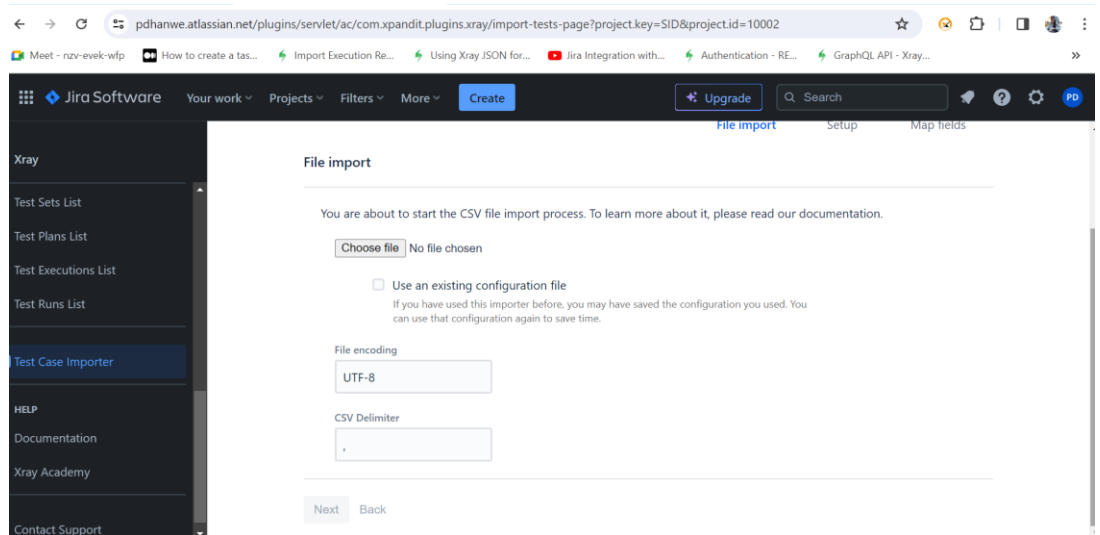 pdhanwe.atlassian.net/plugins/servlet/ac/com.xpandit.plugins.xray/import-tests-page?project.key=SID&project.id=10002
Meet - nzv-evek-wfp How to create a tas... Import Execution Re... Using Xray JSON for... Jira Integration with... Authentication - RE... GraphQL API - Xray... »
Jira Software Your work Projects Filters More Create Upgrade Search PD
File import Setup Map fields
Xray
Test Sets List
Test Plans List
Test Executions List
Test Runs List
Test Case Importer
HELP
Documentation
Xray Academy
Contact Support
File import
You are about to start the CSV file import process. To learn more about it, please read our documentation.
Choose file No file chosen
Use an existing configuration file
If you have used this importer before, you may have saved the configuration you used. You
can use that configuration again to save time.
File encoding
UTF-8
CSV Delimiter
,
Next Back